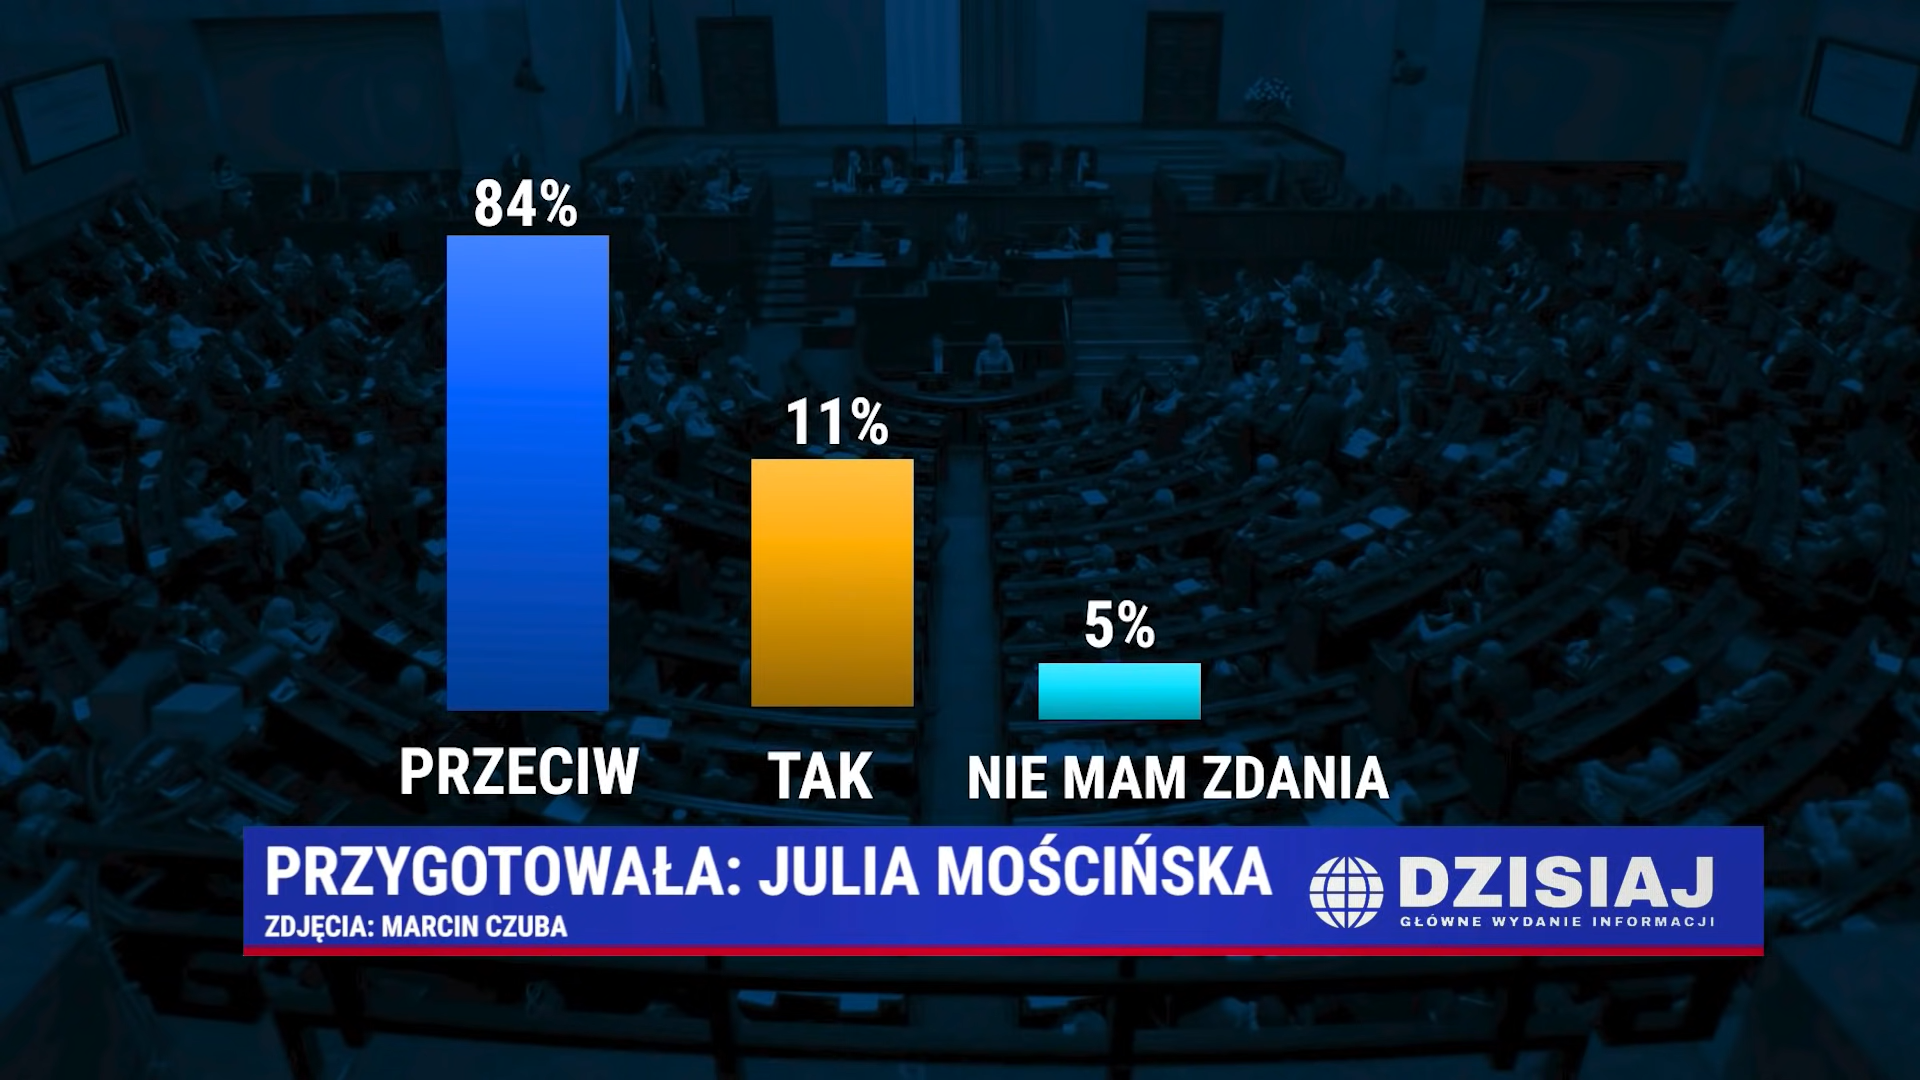 84%
11%
5%
PRZECIW
TAK
NIE MAM ZDANIA
PRZYGOTOWAŁA: JULIA MOŚCIŃSKA
ZDJĘCIA: MARCIN CZUBA
DZISIAJ
GŁÓWNE WYDANIE INFORMACJI